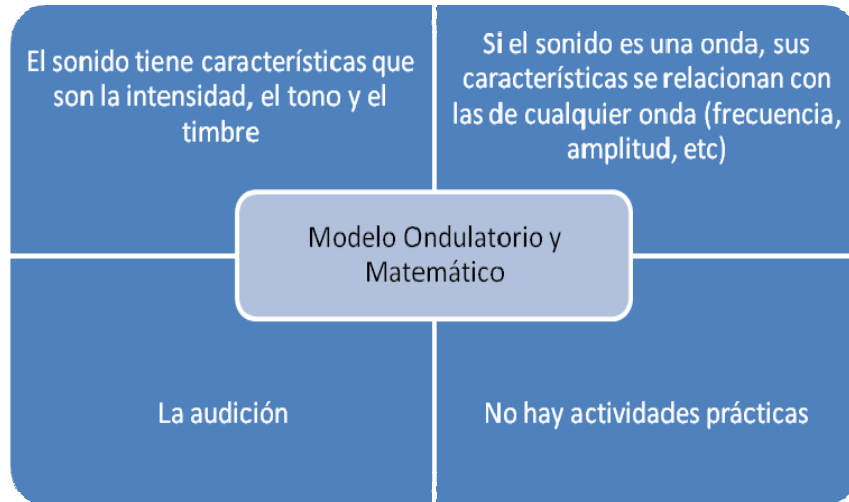 El sonido tiene características que
son la intensidad, el tono y el
timbre
Si el sonido es una onda, sus
características se relacionan con
las de cualquier onda (frecuencia,
amplitud, etc)
Modelo Ondulatorio y
Matemático
La audición
No hay actividades prácticas